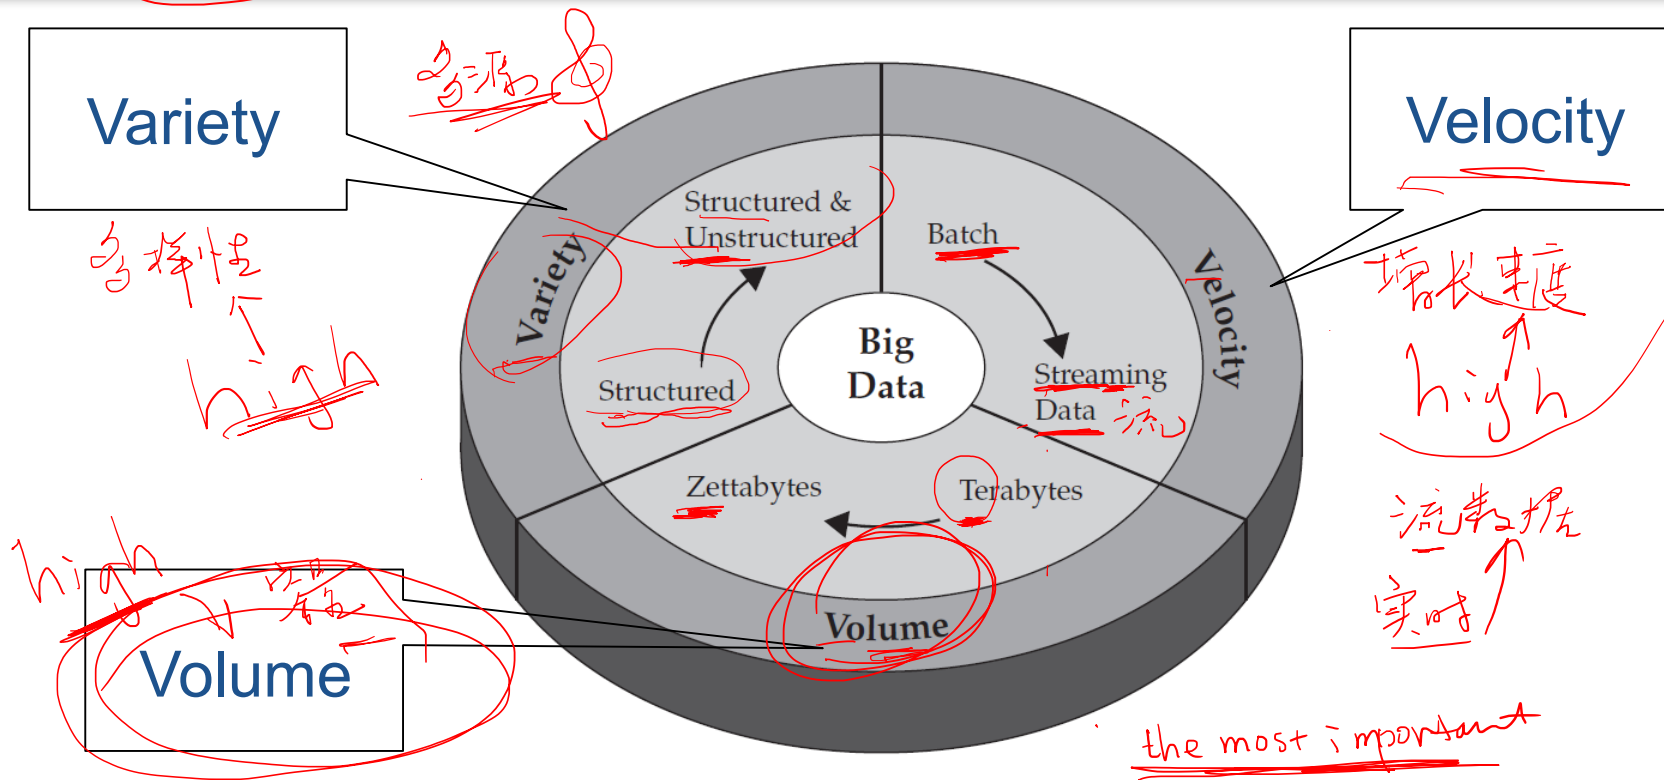 Variety
多源
Velocity
Structured &
Unstructured
Batch
多样性
high
Variety
Velocity
增长速度
high
Big
Data
Structured
Streaming
Data 流
Zettabytes
Terabytes
流数据
实时
high
Volume
Volume
the most important